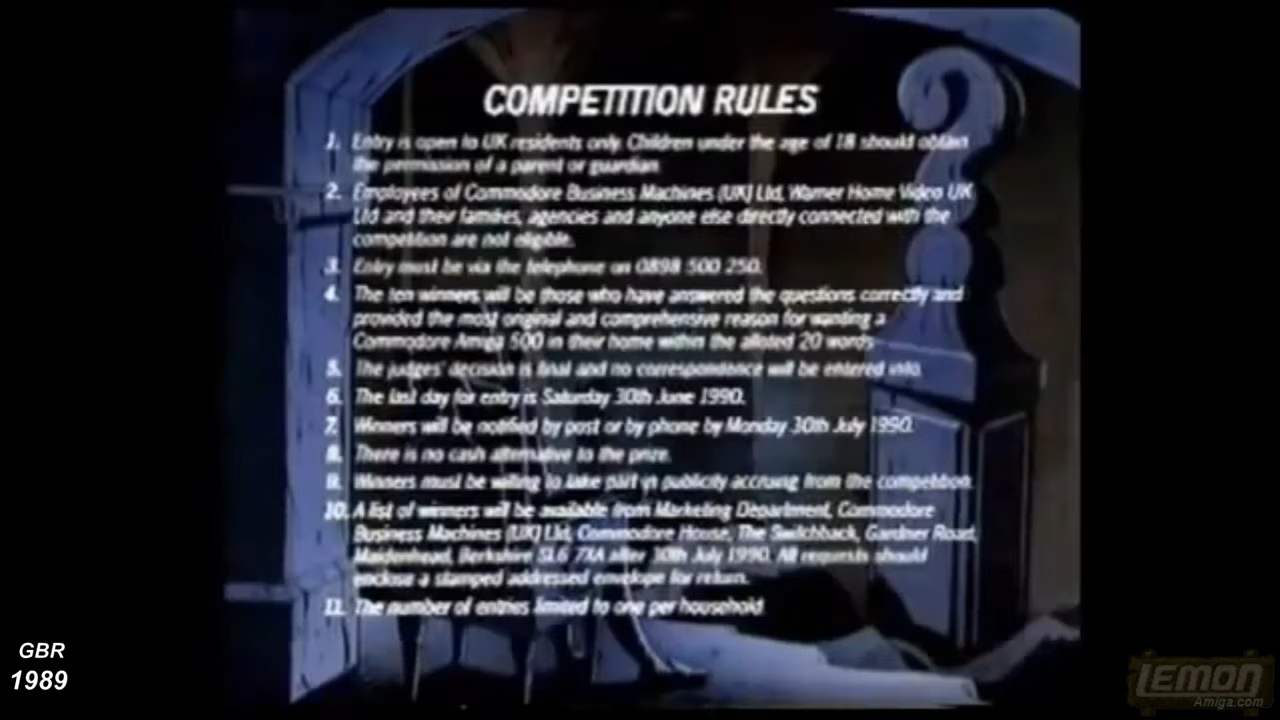 COMPETITION RULES
1. Entry is open to UK residents only. Children under the age of 18 should obtain
the permission of a parent or guardian.
2. Employees of Commodore Business Machines (UK) Ltd, Warner Home Video UK
Ltd and their families, agencies and anyone else directly connected with the
competition are not eligible.
3. Entry must be via the telephone on 0898 500 250.
4. The ten winners will be those who have answered the questions correctly and
provided the most original and comprehensive reason for wanting a
Commodore Amiga 500 in their home within the alloted 20 words.
5. The judges' decision is final and no correspondence will be entered into.
6. The last day for entry is Saturday 30th June 1990.
7. Winners will be notified by post or by phone by Monday 30th July 1990.
8. There is no cash alternative to the prize.
9. Winners must be willing to take part in publicity accruing from the competition.
10. A list of winners will be available from Marketing Department, Commodore
Business Machines (UK) Ltd, Commodore House, The Switchback, Gardner Road,
Maidenhead, Berkshire SL6 7XA after 30th July 1990. All requests should
enclose a stamped addressed envelope for return.
11. The number of entries limited to one per household
GBR
1989
LEMON
Amiga.com